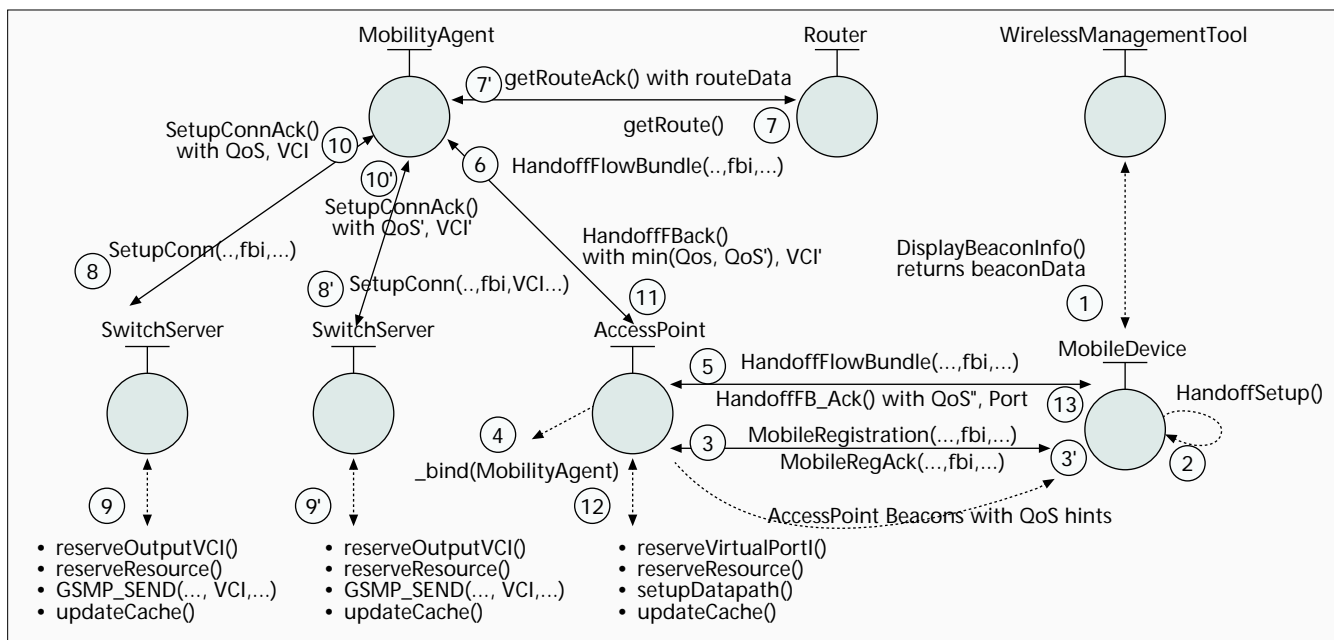 MobilityAgent
Router
WirelessManagementTool
7'
getRouteAck() with routeData
getRoute()
7
SetupConnAck()
with QoS, VCI
10
10'
6
HandoffFlowBundle(..,fbi,...)
SetupConnAck()
with QoS', VCI'
HandoffFBack()
with min(Qos, QoS'), VCI'
DisplayBeaconInfo()
returns beaconData
8
SetupConn(..,fbi,...)
8'
SetupConn(..,fbi,VCI...)
11
1
SwitchServer
SwitchServer
AccessPoint
MobileDevice
5
HandoffFlowBundle(...,fbi,...)
HandoffFB_Ack() with QoS", Port
13
HandoffSetup()
4
_bind(MobilityAgent)
3
MobileRegistration(...,fbi,...)
MobileRegAck(...,fbi,...)
3'
2
9
9'
12
AccessPoint Beacons with QoS hints
• reserveOutputVCI()
• reserveResource()
• GSMP_SEND(..., VCI,...)
• updateCache()
• reserveOutputVCI()
• reserveResource()
• GSMP_SEND(..., VCI,...)
• updateCache()
• reserveVirtualPortI()
• reserveResource()
• setupDatapath()
• updateCache()